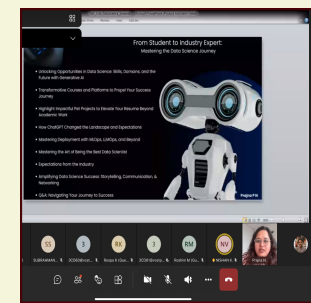 From Student to Industry Expert:
Mastering the Data Science Journey
• Unlocking Opportunities in Data Science: Skills, Domains, and the
Future with Generative AI
• Transformative Courses and Platforms to Propel Your Success
Journey
• Highlight Impactful Pet Projects to Elevate Your Resume Beyond
Academic Work
• How ChatGPT Changed the Landscape and Expectations
• Mastering Deployment with MLOps, LLMOps, and Beyond
• Mastering the Art of Being the Best Data Scientist
• Expectations from the Industry
• Amplifying Data Science Success: Storytelling, Communication, &
Networking
• Q&A: Navigating Your Journey to Success
SS
3
RK
3
RM
NV